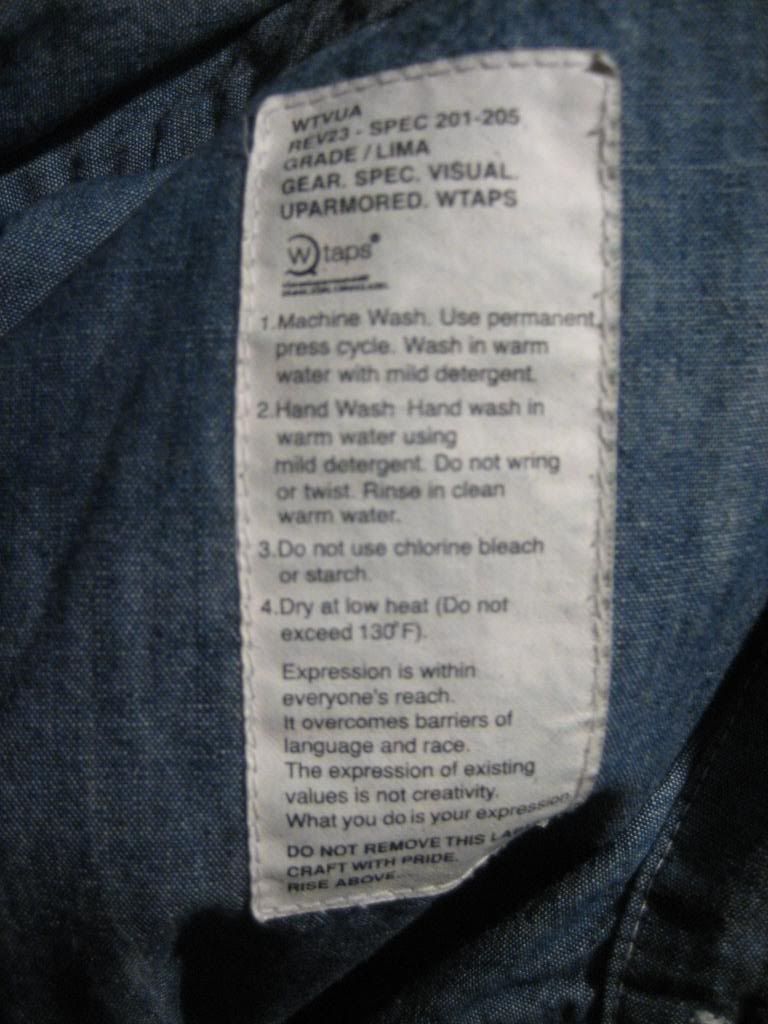 WTVUA
REV23 - SPEC 201-205
GRADE / LIMA
GEAR. SPEC. VISUAL.
UPARMORED. WTAPS
Wtaps®
1.Machine Wash. Use permanent
press cycle. Wash in warm
water with mild detergent.
2.Hand Wash Hand wash in
warm water using
mild detergent. Do not wring
or twist. Rinse in clean
warm water.
3.Do not use chlorine bleach
or starch.
4.Dry at low heat (Do not
exceed 130°F).
Expression is within
everyone's reach.
It overcomes barriers of
language and race.
The expression of existing
values is not creativity.
What you do is your expression
DO NOT REMOVE THIS
CRAFT WITH PRIDE.
RISE ABOVE.